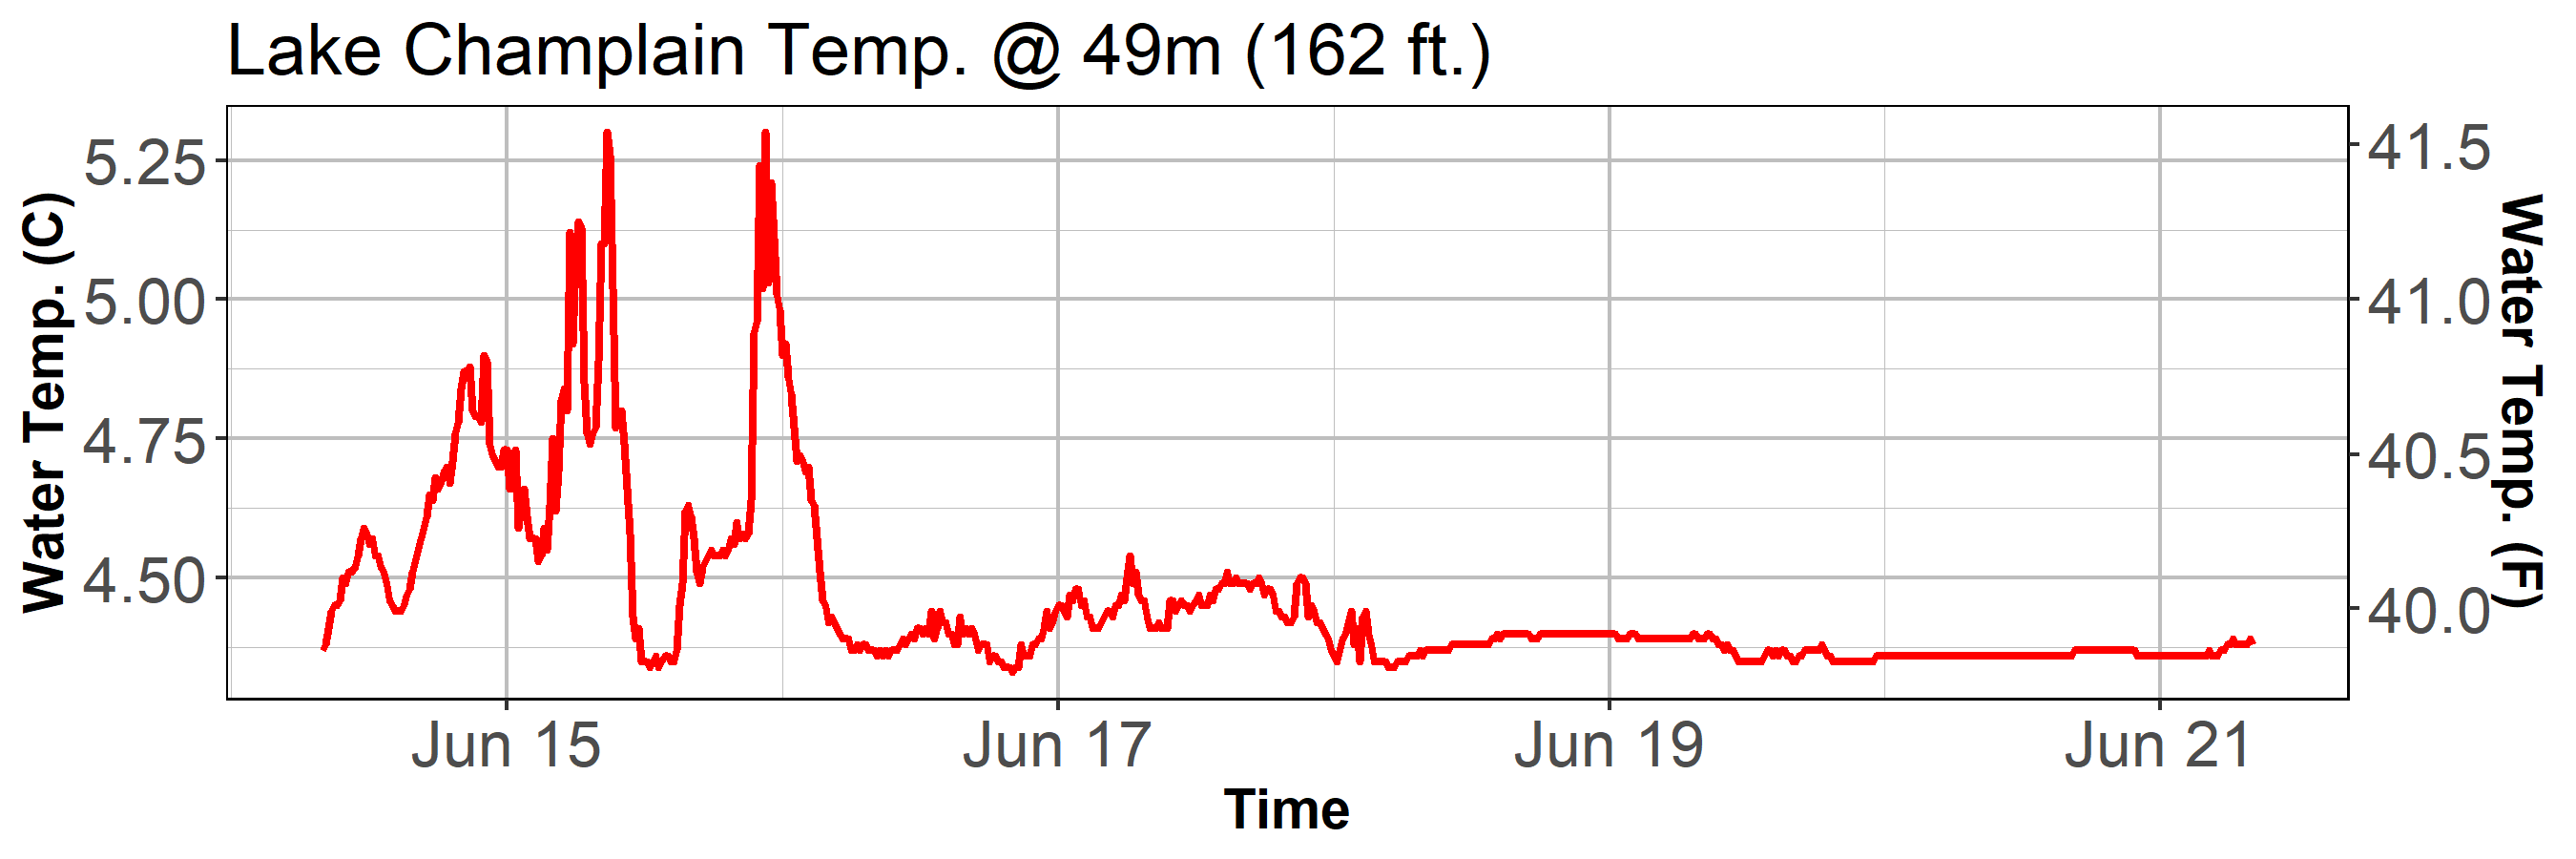 Lake Champlain Temp. @ 49m (162 ft.)
Water Temp. (C)
5.25
5.00
4.75
4.50
41.5
41.0
40.5
40.0
Water Temp. (F)
Jun 15
Jun 17
Jun 19
Jun 21
Time